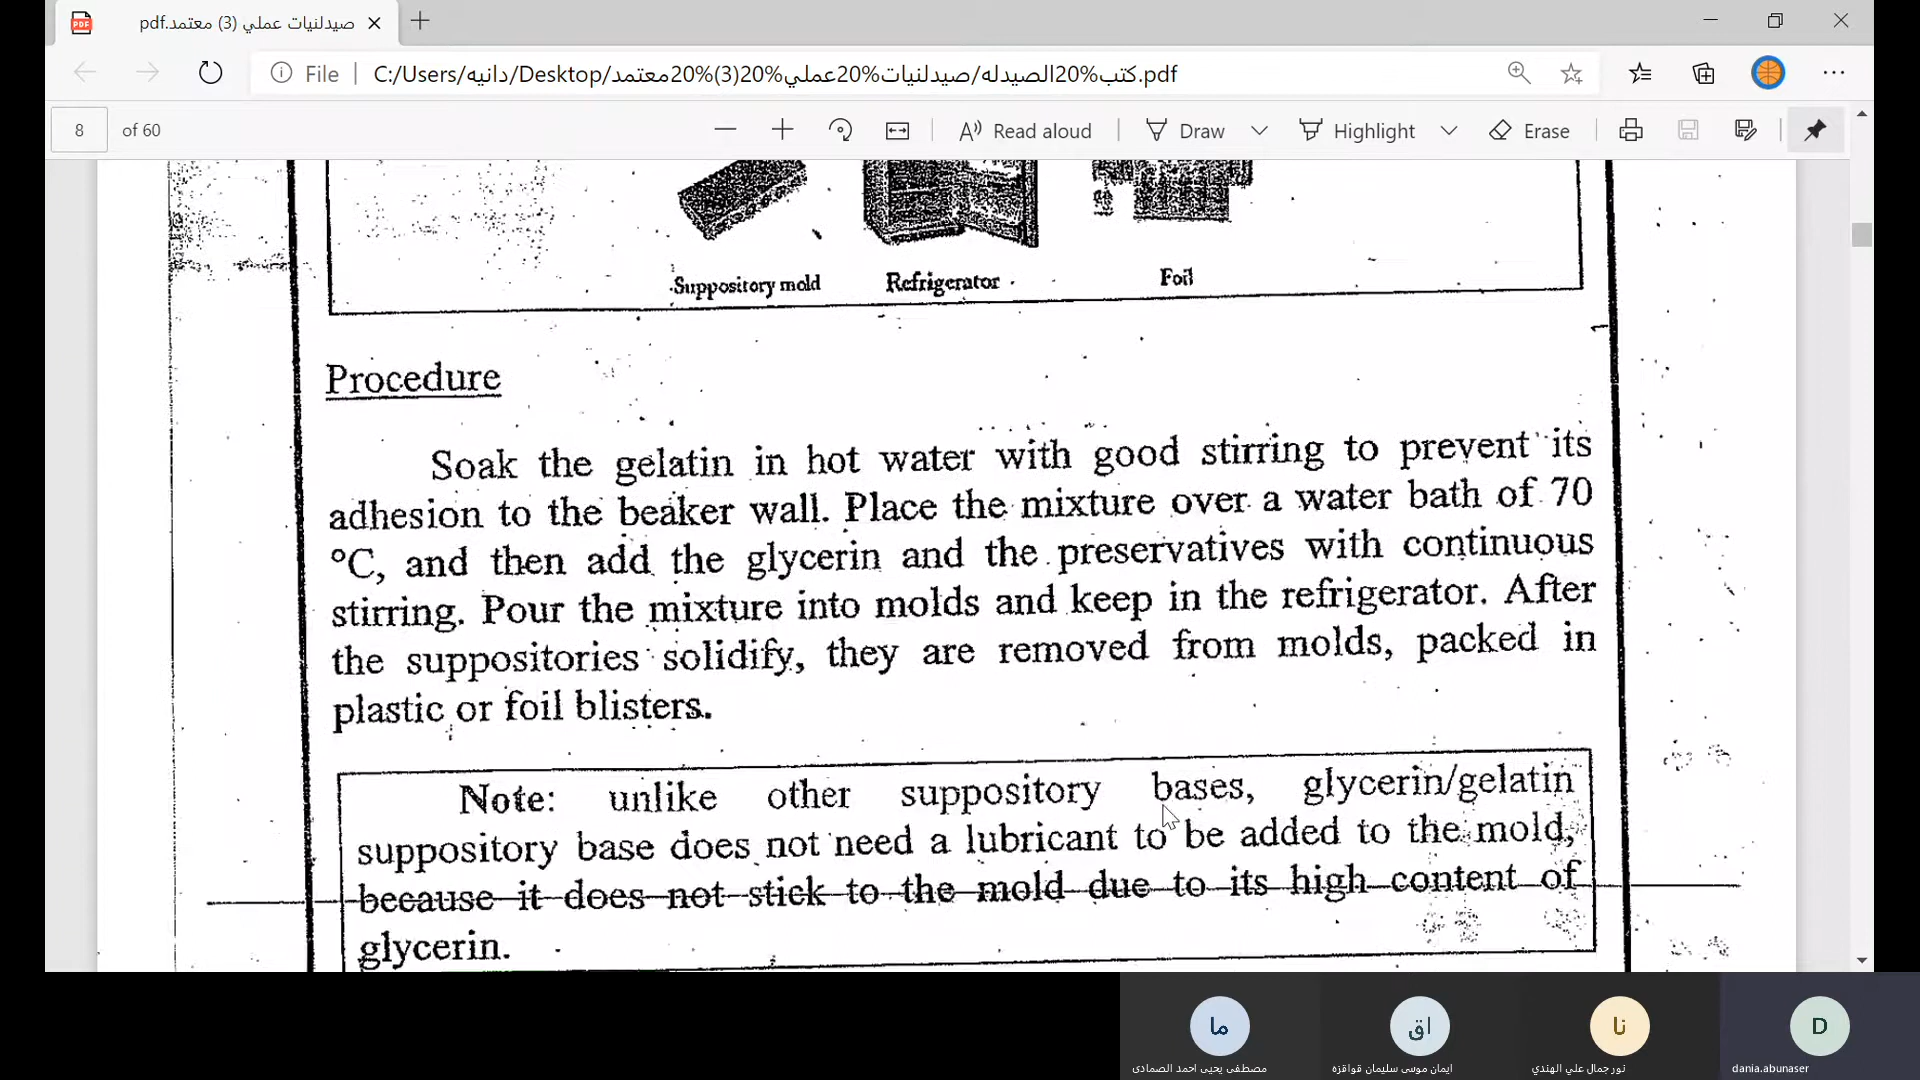 صيدلنيات عملي (3) معتمد.pdf
File
C:/Users/دانيه/Desktop/كتب%20الصيدله/صيدلنيات%20عملي%20(3)%20معتمد.pdf
8 of 60
Read aloud
Draw
Highlight
Erase
Suppository mold
Refrigerator
Foil
Procedure
Soak the gelatin in hot water with good stirring to prevent its
adhesion to the beaker wall. Place the mixture over a water bath of 70
°C, and then add the glycerin and the preservatives with continuous
stirring. Pour the mixture into molds and keep in the refrigerator. After
the suppositories solidify, they are removed from molds, packed in
plastic or foil blisters.
Note: unlike other suppository bases, glycerin/gelatin
suppository base does not need a lubricant to be added to the mold,
because it does not stick to the mold due to its high content of
glycerin.
ما
اق
نا
D
مصطفى يحيى احمد الصمادى
ايمان موسى سليمان قواقزه
نور جمال علي الهندي
dania.abunaser